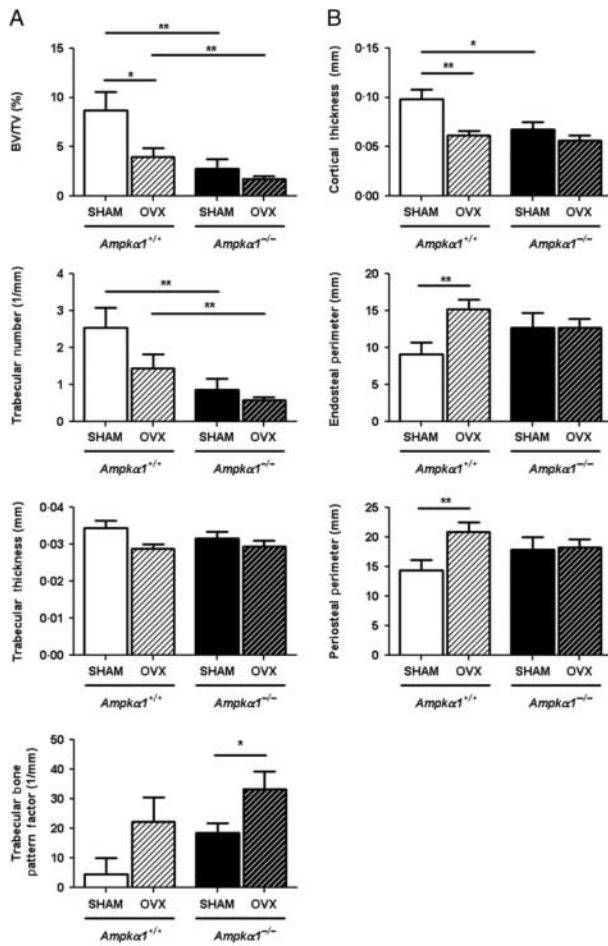 A
**
**
*
15
10
5
0
BV/TV (%)
SHAM OVX SHAM OVX
Ampkα1+/+ Ampkα1−/−
**
**
4
3
2
1
0
Trabecular number (1/mm)
SHAM OVX SHAM OVX
Ampkα1+/+ Ampkα1−/−
0·04
0·03
0·02
0·01
0·00
Trabecular thickness (mm)
SHAM OVX SHAM OVX
Ampkα1+/+ Ampkα1−/−
*
50
40
30
20
10
0
Trabecular bone
pattern factor (1/mm)
SHAM OVX SHAM OVX
Ampkα1+/+ Ampkα1−/−
B
*
**
0·15
0·10
0·05
0·00
Cortical thickness (mm)
SHAM OVX SHAM OVX
Ampkα1+/+ Ampkα1−/−
**
20
15
10
5
0
Endosteal perimeter (mm)
SHAM OVX SHAM OVX
Ampkα1+/+ Ampkα1−/−
**
25
20
15
10
5
0
Periosteal perimeter (mm)
SHAM OVX SHAM OVX
Ampkα1+/+ Ampkα1−/−